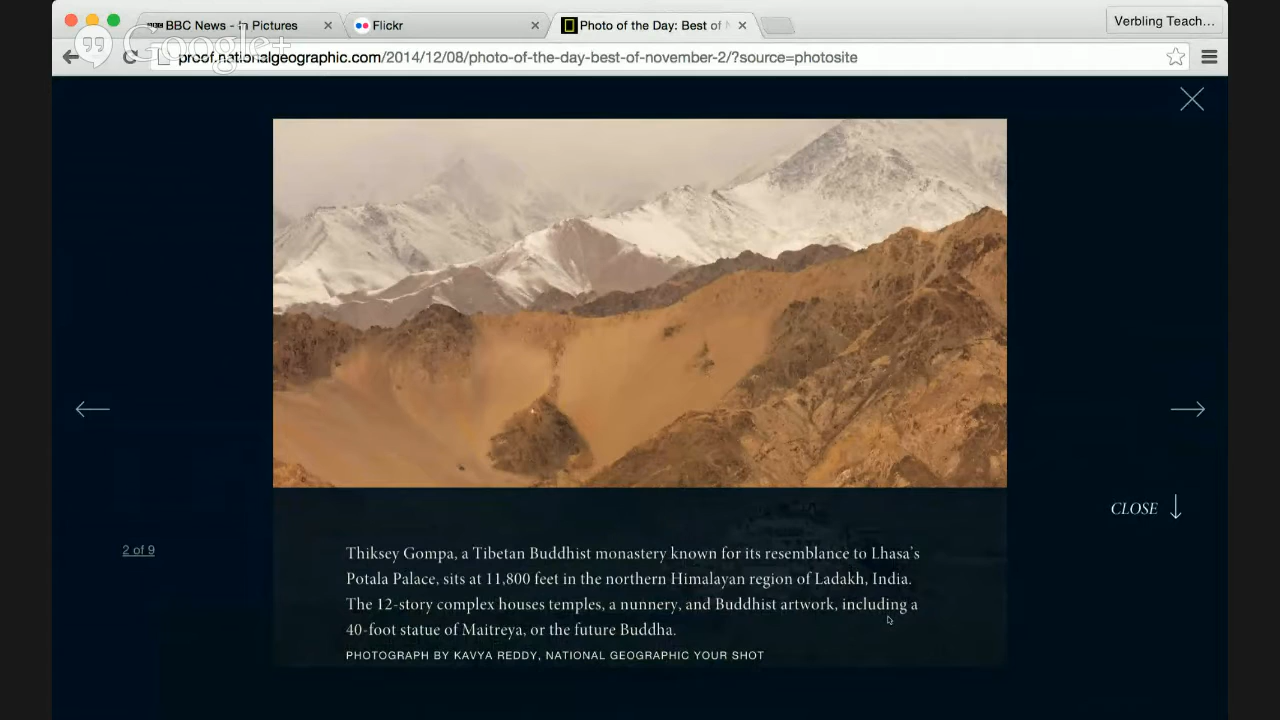 BBC News - In Pictures
Flickr
Photo of the Day: Best of
Verbling Teach...
Google+
proof.nationalgeographic.com/2014/12/08/photo-of-the-day-best-of-november-2/?source=photosite
CLOSE
2 of 9
Thiksey Gompa, a Tibetan Buddhist monastery known for its resemblance to Lhasa's
Potala Palace, sits at 11,800 feet in the northern Himalayan region of Ladakh, India.
The 12-story complex houses temples, a nunnery, and Buddhist artwork, including a
40-foot statue of Maitreya, or the future Buddha.
PHOTOGRAPH BY KAVYA REDDY, NATIONAL GEOGRAPHIC YOUR SHOT